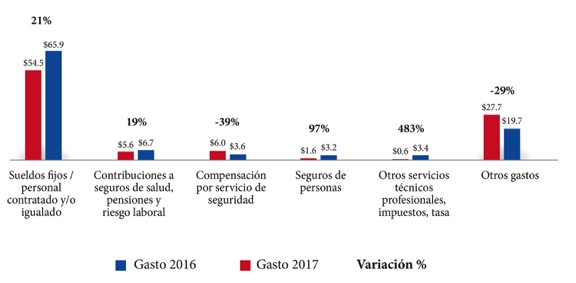 21%
$54.5
$65.9
19%
$5.6
$6.7
-39%
$6.0
$3.6
97%
$1.6
$3.2
483%
$0.6
$3.4
-29%
$27.7
$19.7
Sueldos fijos /
personal
contratado y/o
igualado
Contribuciones a
seguros de salud,
pensiones y
riesgo laboral
Compensación
por servicio de
seguridad
Seguros de
personas
Otros servicios
técnicos
profesionales,
impuestos, tasa
Otros gastos
Gasto 2016
Gasto 2017
Variación %